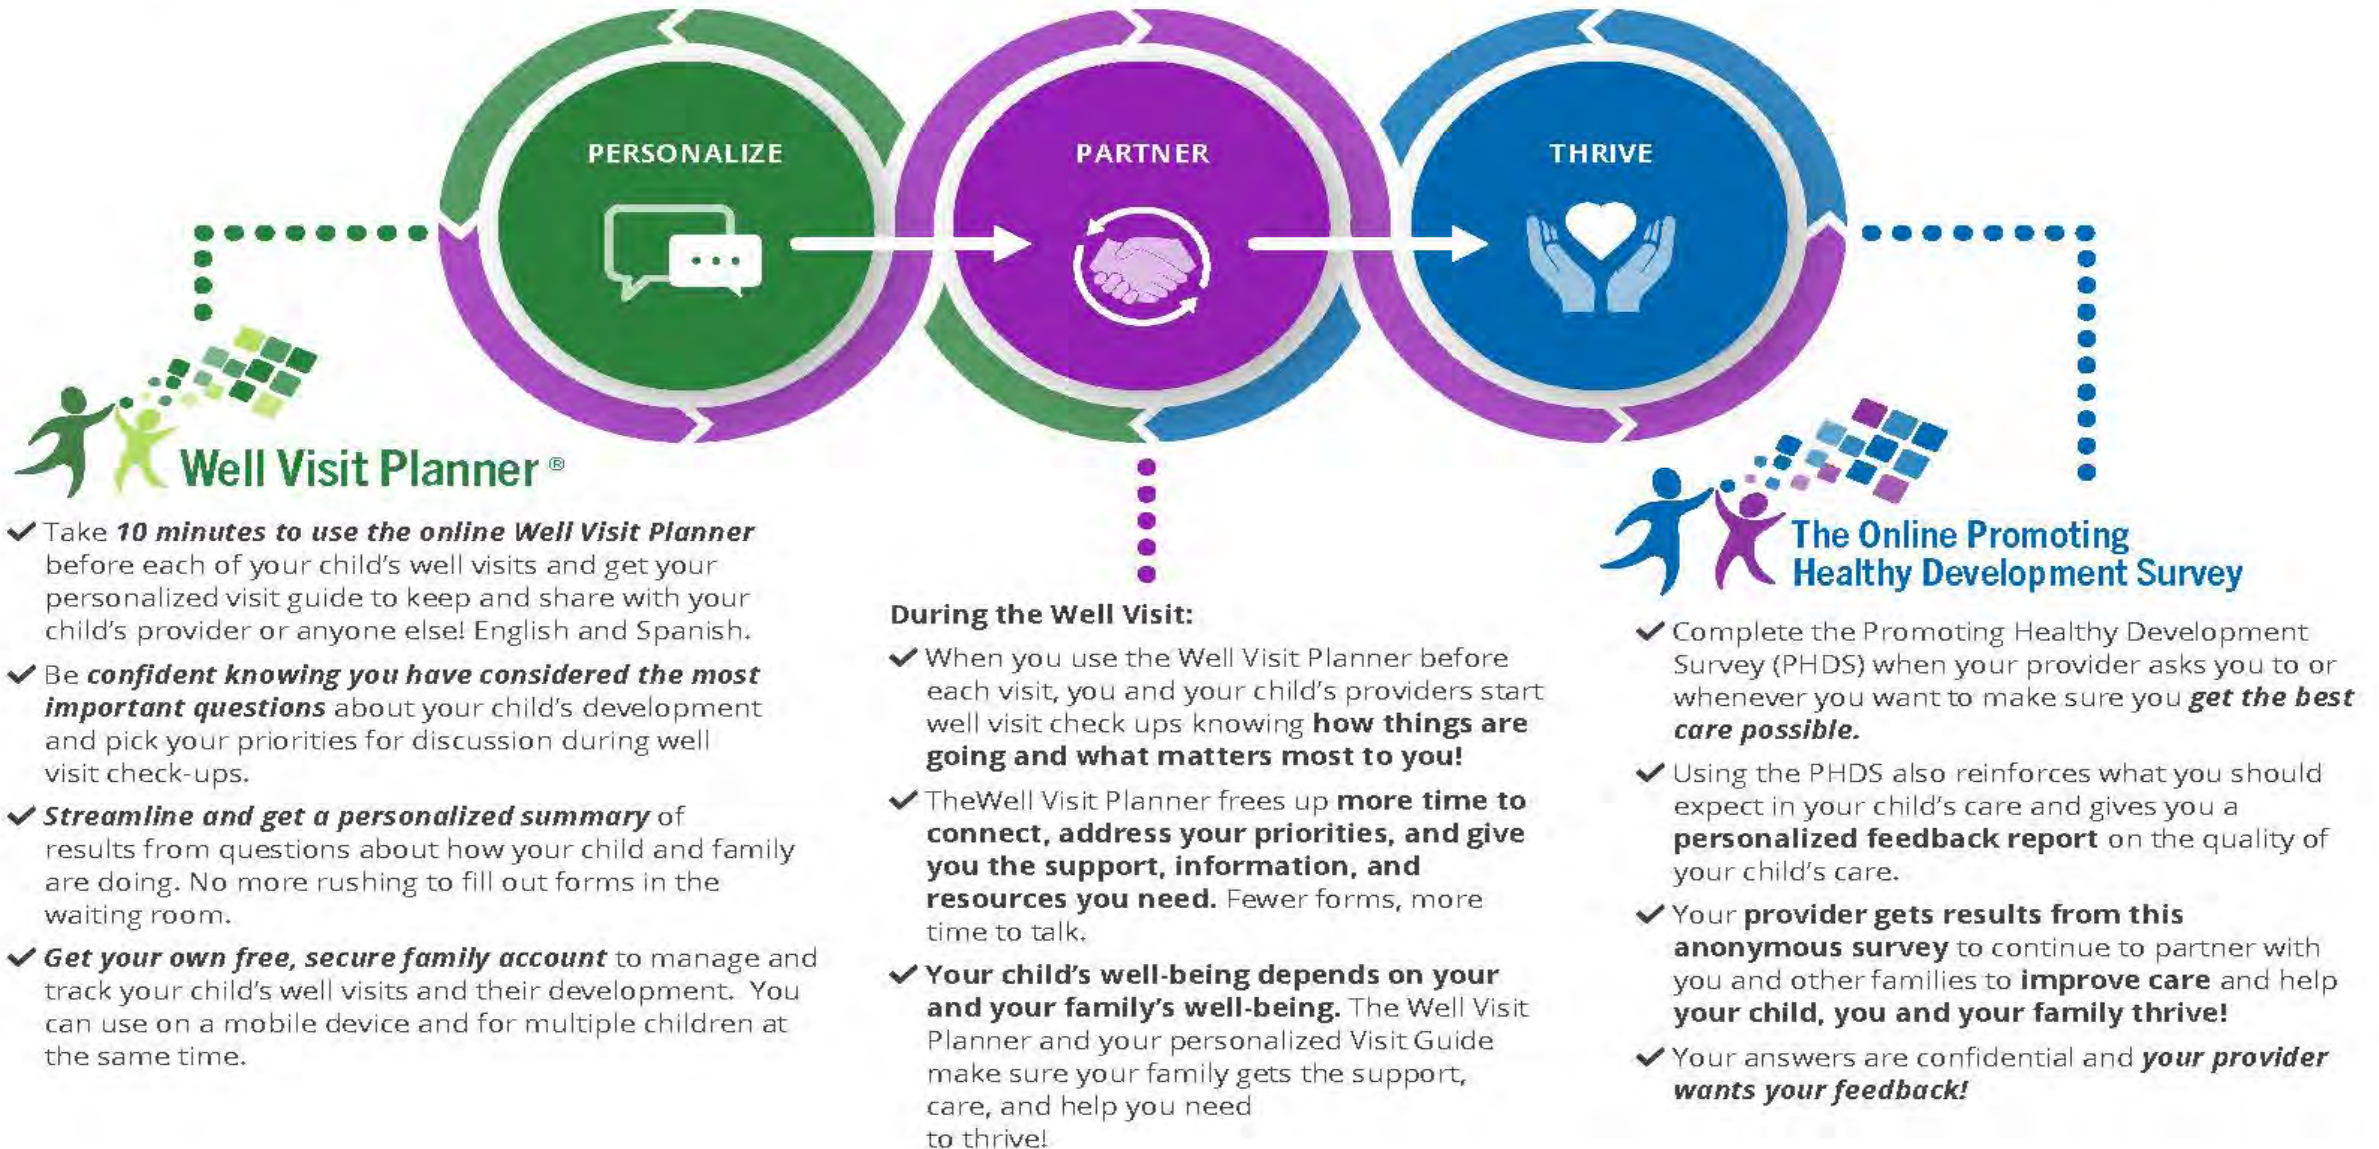 PERSONALIZE
PARTNER
THRIVE
Well Visit Planner ®
✓ Take 10 minutes to use the online Well Visit Planner
before each of your child's well visits and get your
personalized visit guide to keep and share with your
child's provider or anyone else! English and Spanish.
✓ Be confident knowing you have considered the most
important questions about your child's development
and pick your priorities for discussion during well
visit check-ups.
✓ Streamline and get a personalized summary of
results from questions about how your child and family
are doing. No more rushing to fill out forms in the
waiting room.
✓ Get your own free, secure family account to manage and
track your child's well visits and their development. You
can use on a mobile device and for multiple children at
the same time.
During the Well Visit:
✓ When you use the Well Visit Planner before
each visit, you and your child's providers start
well visit check ups knowing how things are
going and what matters most to you!
✓ TheWell Visit Planner frees up more time to
connect, address your priorities, and give
you the support, information, and
resources you need. Fewer forms, more
time to talk.
✓ Your child's well-being depends on your
and your family's well-being. The Well Visit
Planner and your personalized Visit Guide
make sure your family gets the support,
care, and help you need
to thrive!
The Online Promoting
Healthy Development Survey
✓ Complete the Promoting Healthy Development
Survey (PHDS) when your provider asks you to or
whenever you want to make sure you get the best
care possible.
✓ Using the PHDS also reinforces what you should
expect in your child's care and gives you a
personalized feedback report on the quality of
your child's care.
✓ Your provider gets results from this
anonymous survey to continue to partner with
you and other families to improve care and help
your child, you and your family thrive!
✓ Your answers are confidential and your provider
wants your feedback!